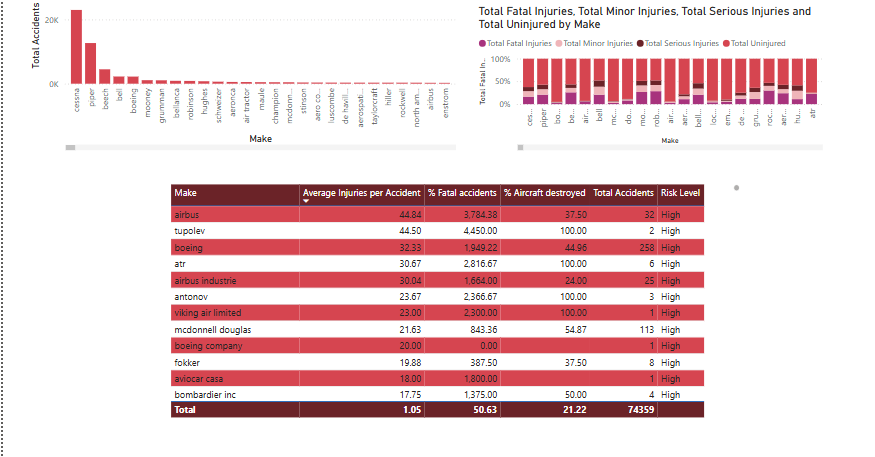 Total Accidents
20K
0K
cessna
piper
beech
bell
boeing
mooney
grumman
bellanca
robinson
hughes
schweizer
aeronca
air tractor
maule
champion
mcdonn...
stinson
aero co...
luscombe
de havill...
aerospati...
taylorcraft
hiller
rockwell
north am...
airbus
enstrom
Make
Total Fatal Injuries, Total Minor Injuries, Total Serious Injuries and
Total Uninjured by Make
Total Fatal Injuries Total Minor Injuries Total Serious Injuries Total Uninjured
Total Fatal In...
100%
50%
0%
ces...
piper
bo...
be...
air...
bell
mc...
do...
mo...
rob...
air...
aer...
bell...
loc...
em...
de...
gru...
roc...
aer...
hu...
atr
Make
Make Average Injuries per Accident % Fatal accidents % Aircraft destroyed Total Accidents Risk Level
airbus 44.84 3,784.38 37.50 32 High
tupolev 44.50 4,450.00 100.00 2 High
boeing 32.33 1,949.22 44.96 258 High
atr 30.67 2,816.67 100.00 6 High
airbus industrie 30.04 1,664.00 24.00 25 High
antonov 23.67 2,366.67 100.00 3 High
viking air limited 23.00 2,300.00 100.00 1 High
mcdonnell douglas 21.63 843.36 54.87 113 High
boeing company 20.00 0.00 1 High
fokker 19.88 387.50 37.50 8 High
aviocar casa 18.00 1,800.00 1 High
bombardier inc 17.75 1,375.00 50.00 4 High
Total 1.05 50.63 21.22 74359